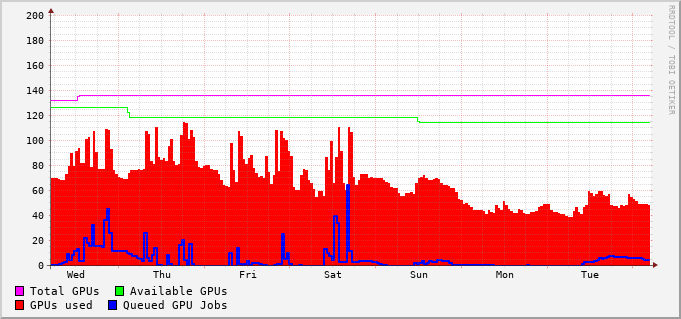 200
180
160
140
120
100
80
60
40
20
0
Wed Thu Fri Sat Sun Mon Tue
Total GPUs Available GPUs
GPUs used Queued GPU Jobs
RRDTOOL / TOBI OETIKER